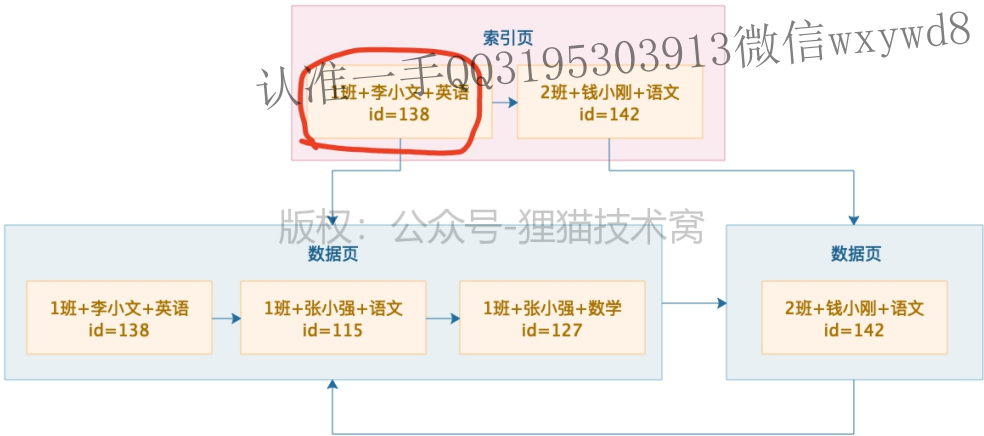 索引页
认准一手QQ3195303913微信wxywd8
1班+李小文+英语
id=138
2班+钱小刚+语文
id=142
版权：公众号-狸猫技术窝
数据页
1班+李小文+英语
id=138
1班+张小强+语文
id=115
1班+张小强+数学
id=127
数据页
2班+钱小刚+语文
id=142